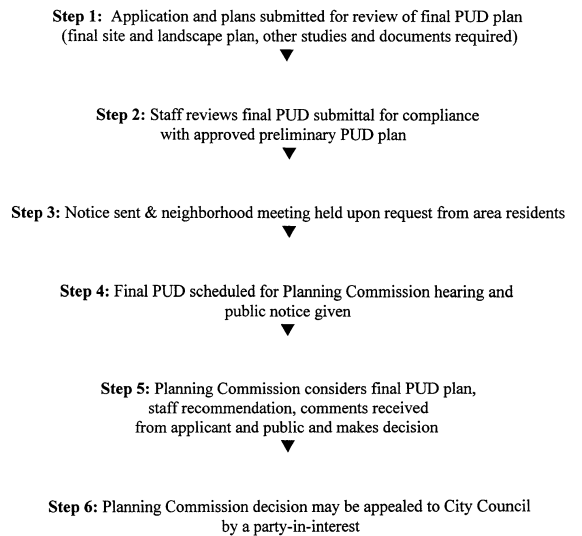 Step 1: Application and plans submitted for review of final PUD plan
(final site and landscape plan, other studies and documents required)
Step 2: Staff reviews final PUD submittal for compliance
with approved preliminary PUD plan
Step 3: Notice sent & neighborhood meeting held upon request from area residents
Step 4: Final PUD scheduled for Planning Commission hearing and
public notice given
Step 5: Planning Commission considers final PUD plan,
staff recommendation, comments received
from applicant and public and makes decision
Step 6: Planning Commission decision may be appealed to City Council
by a party-in-interest